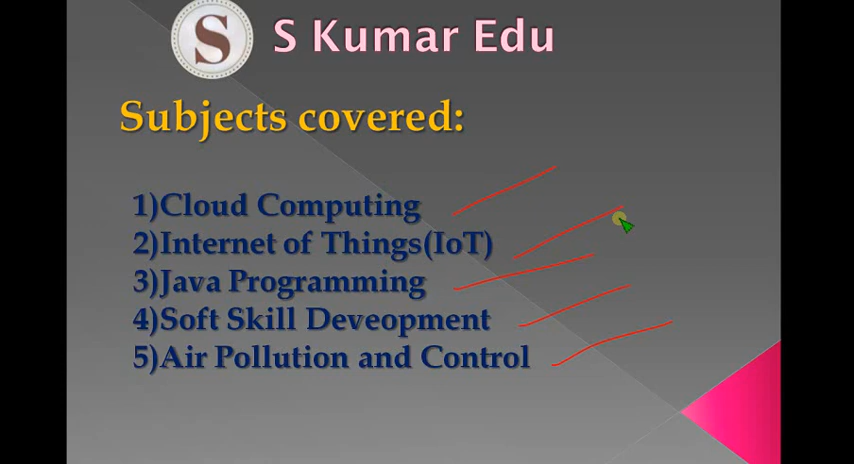 S
S Kumar Edu
Subjects covered:
1)Cloud Computing
2)Internet of Things(IoT)
3)Java Programming
4)Soft Skill Deveopment
5)Air Pollution and Control